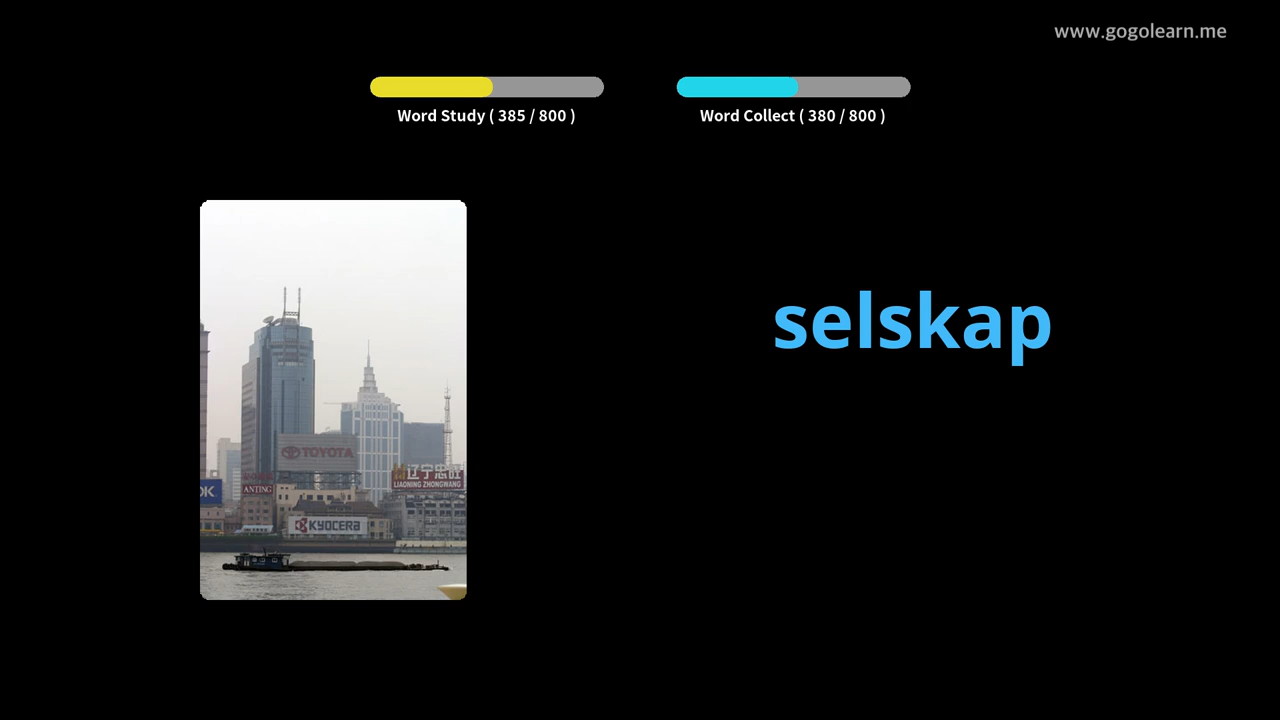 www.gogolearn.me
Word Study ( 385 / 800 )
Word Collect ( 380 / 800 )
selskap
TOYOTA
辽宁忠旺
LIAONING ZHONGWANG
ANTING
OK
KYOCERA